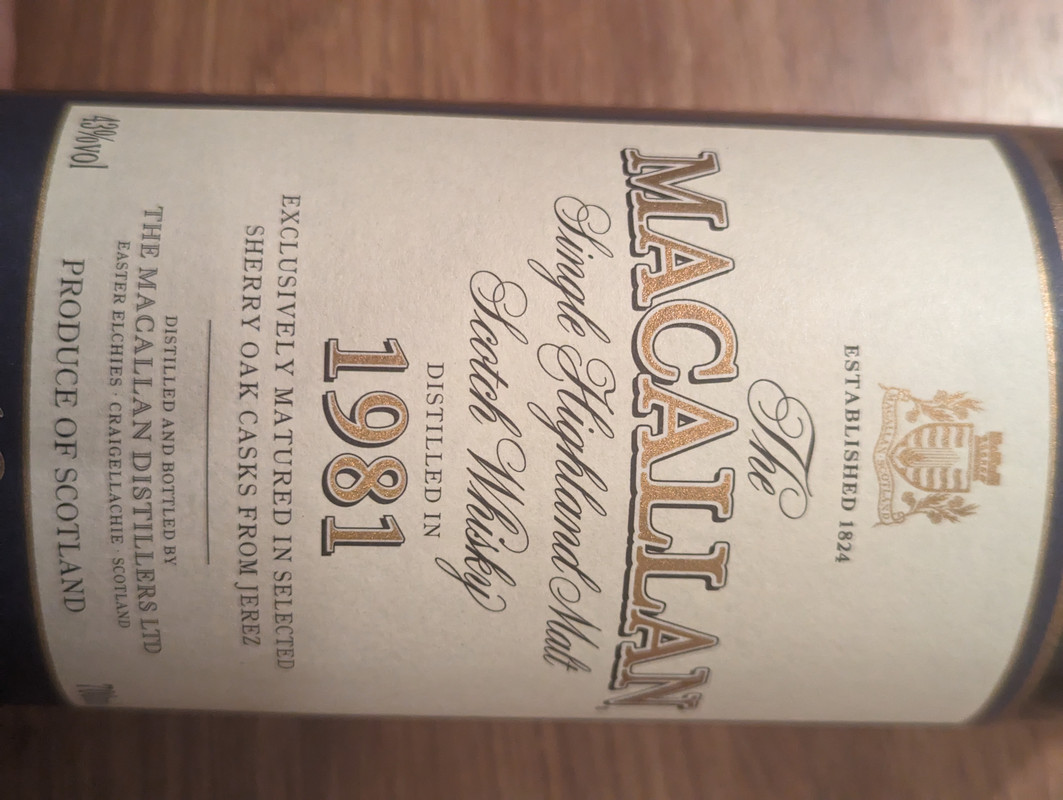 ESTABLISHED 1824
The
MACALLAN
Single Highland Malt
Scotch Whisky
DISTILLED IN
1981
EXCLUSIVELY MATURED IN SELECTED
SHERRY OAK CASKS FROM JEREZ
DISTILLED AND BOTTLED BY
THE MACALLAN DISTILLERS LTD
EASTER ELCHIES · CRAIGELLACHIE · SCOTLAND
43%vol
PRODUCE OF SCOTLAND